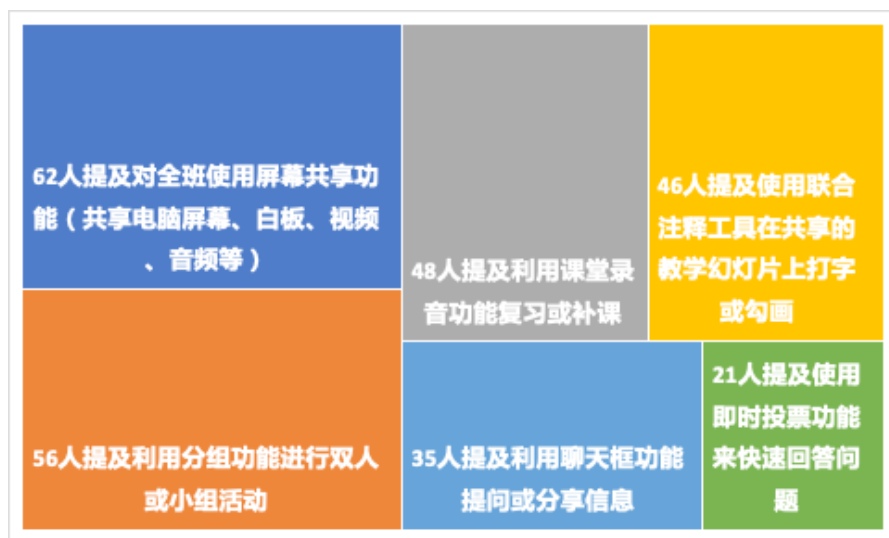 62人提及对全班使用屏幕共享功
能（共享电脑屏幕、白板、视频
、音频等）
56人提及利用分组功能进行双人
或小组活动
48人提及利用课堂录
音功能复习或补课
46人提及使用联合
注释工具在共享的
教学幻灯片上打字
或勾画
35人提及利用聊天框功能
提问或分享信息
21人提及使用
即时投票功能
来快速回答问
题